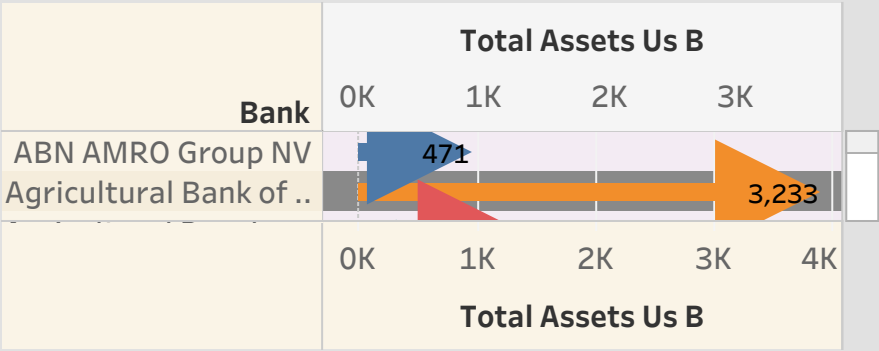 Total Assets Us B
0K 1K 2K 3K
Bank
ABN AMRO Group NV 471
Agricultural Bank of .. 3,233
0K 1K 2K 3K 4K
Total Assets Us B